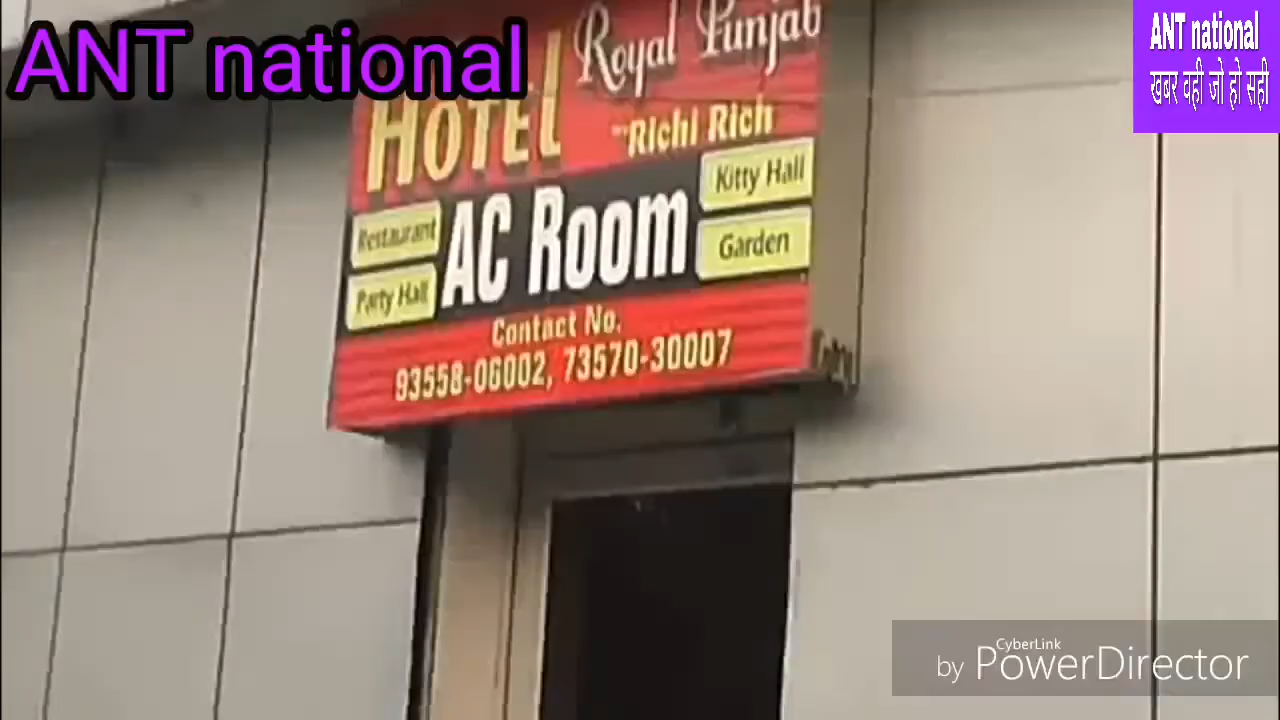 ANT national
ANT national
खबर वही जो हो सही
Royal Punjab
HOTEL
Richi Rich
Kitty Hall
Restaurant
AC Room
Garden
Party Hall
Contact No.
93558-06002, 73570-30007
Entry
CyberLink
by PowerDirector